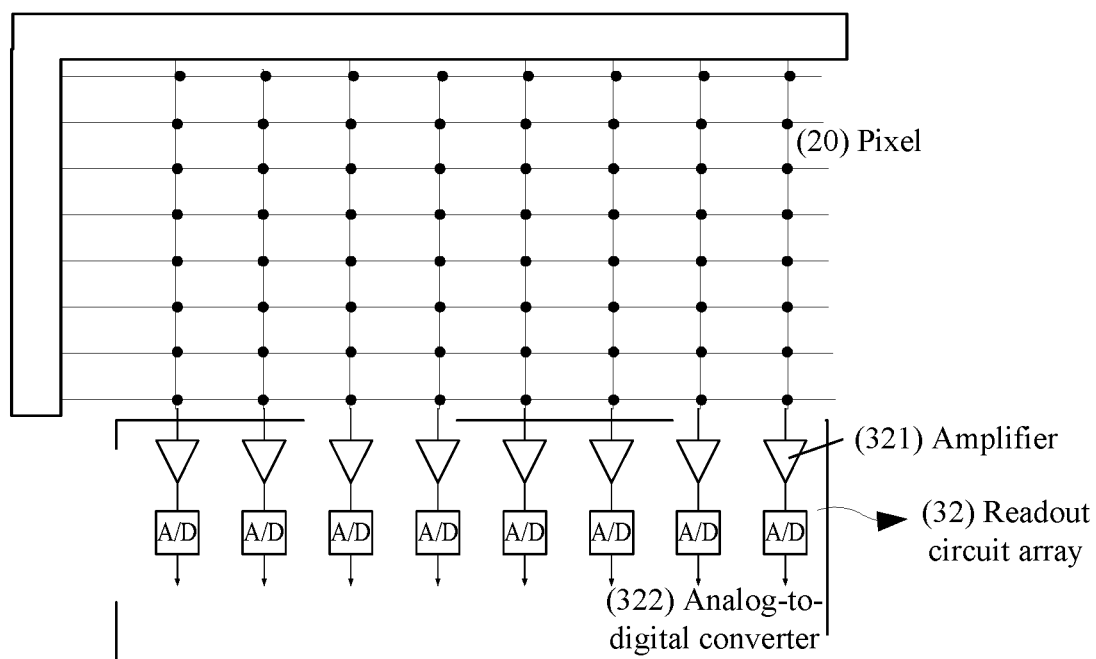 (20) Pixel
(321) Amplifier
A/D A/D A/D A/D A/D A/D A/D A/D
(32) Readout
circuit array
(322) Analog-to-
digital converter